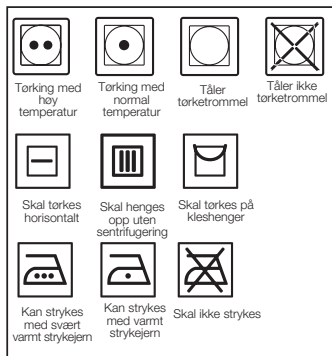 Tørking med
høy
temperatur
Tørking med
normal
temperatur
Tåler
tørketrommel
Tåler ikke
tørketrommel
Skal tørkes
horisontalt
Skal henges
opp uten
sentrifugering
Skal tørkes på
kleshenger
Kan strykes
med svært
varmt strykejern
Kan strykes
med varmt
strykejern
Skal ikke strykes